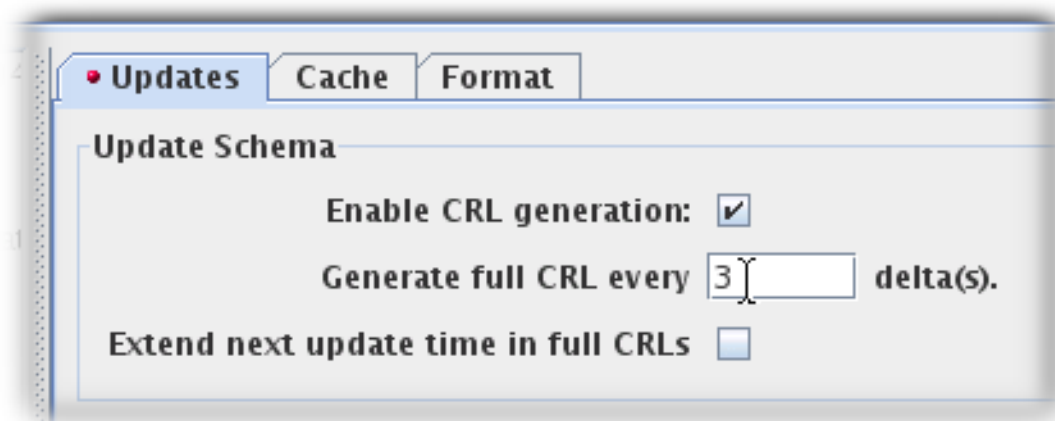 Updates Cache Format
Update Schema
Enable CRL generation:
Generate full CRL every 3 delta(s).
Extend next update time in full CRLs